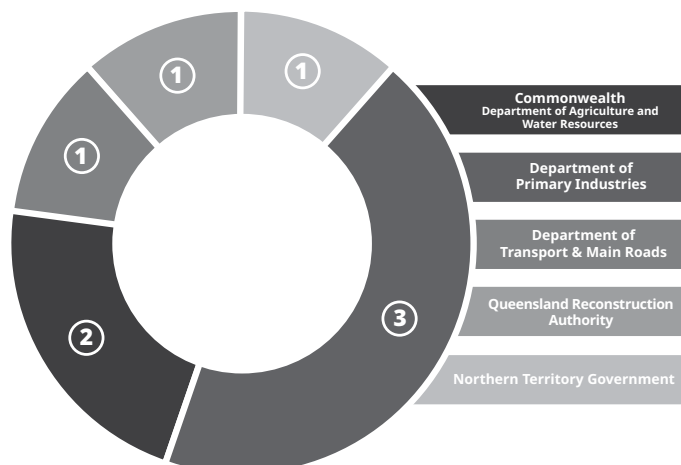 1
1
Commonwealth
Department of Agriculture and
Water Resources
1
Department of
Primary Industries
Department of
Transport & Main Roads
Queensland Reconstruction
Authority
3
2
Northern Territory Government